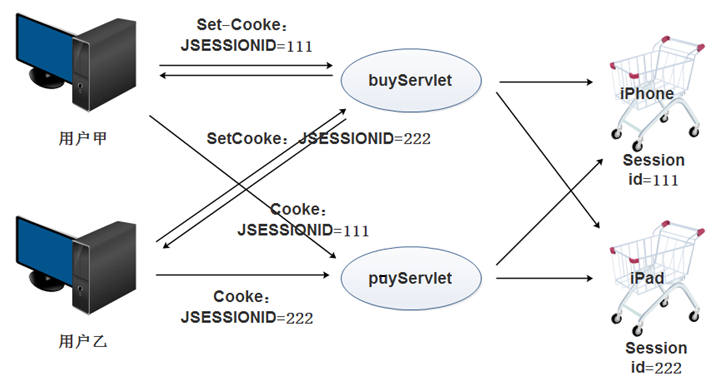 Set-Cooke：
JSESSIONID=111
buyServlet
iPhone
用户甲
SetCooke：JSESSIONID=222
Session
id=111
Cooke：
JSESSIONID=111
payServlet
iPad
Cooke：
JSESSIONID=222
用户乙
Session
id=222